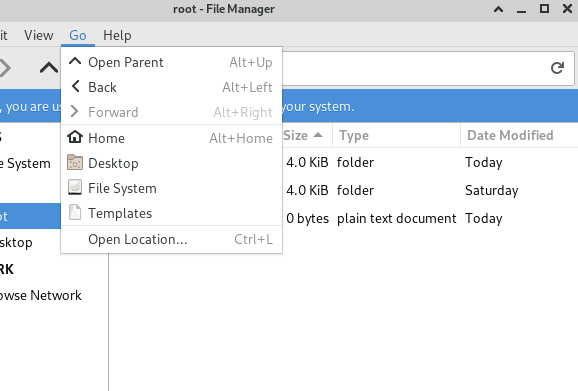 root - File Manager
it View Go Help
, you are us
your system.
Open Parent Alt+Up
Back Alt+Left
Forward Alt+Right
Home Alt+Home
Desktop
File System
Templates
Open Location... Ctrl+L
S
e System
ot
sktop
RK
owse Network
Size Type Date Modified
4.0 KiB folder Today
4.0 KiB folder Saturday
0 bytes plain text document Today